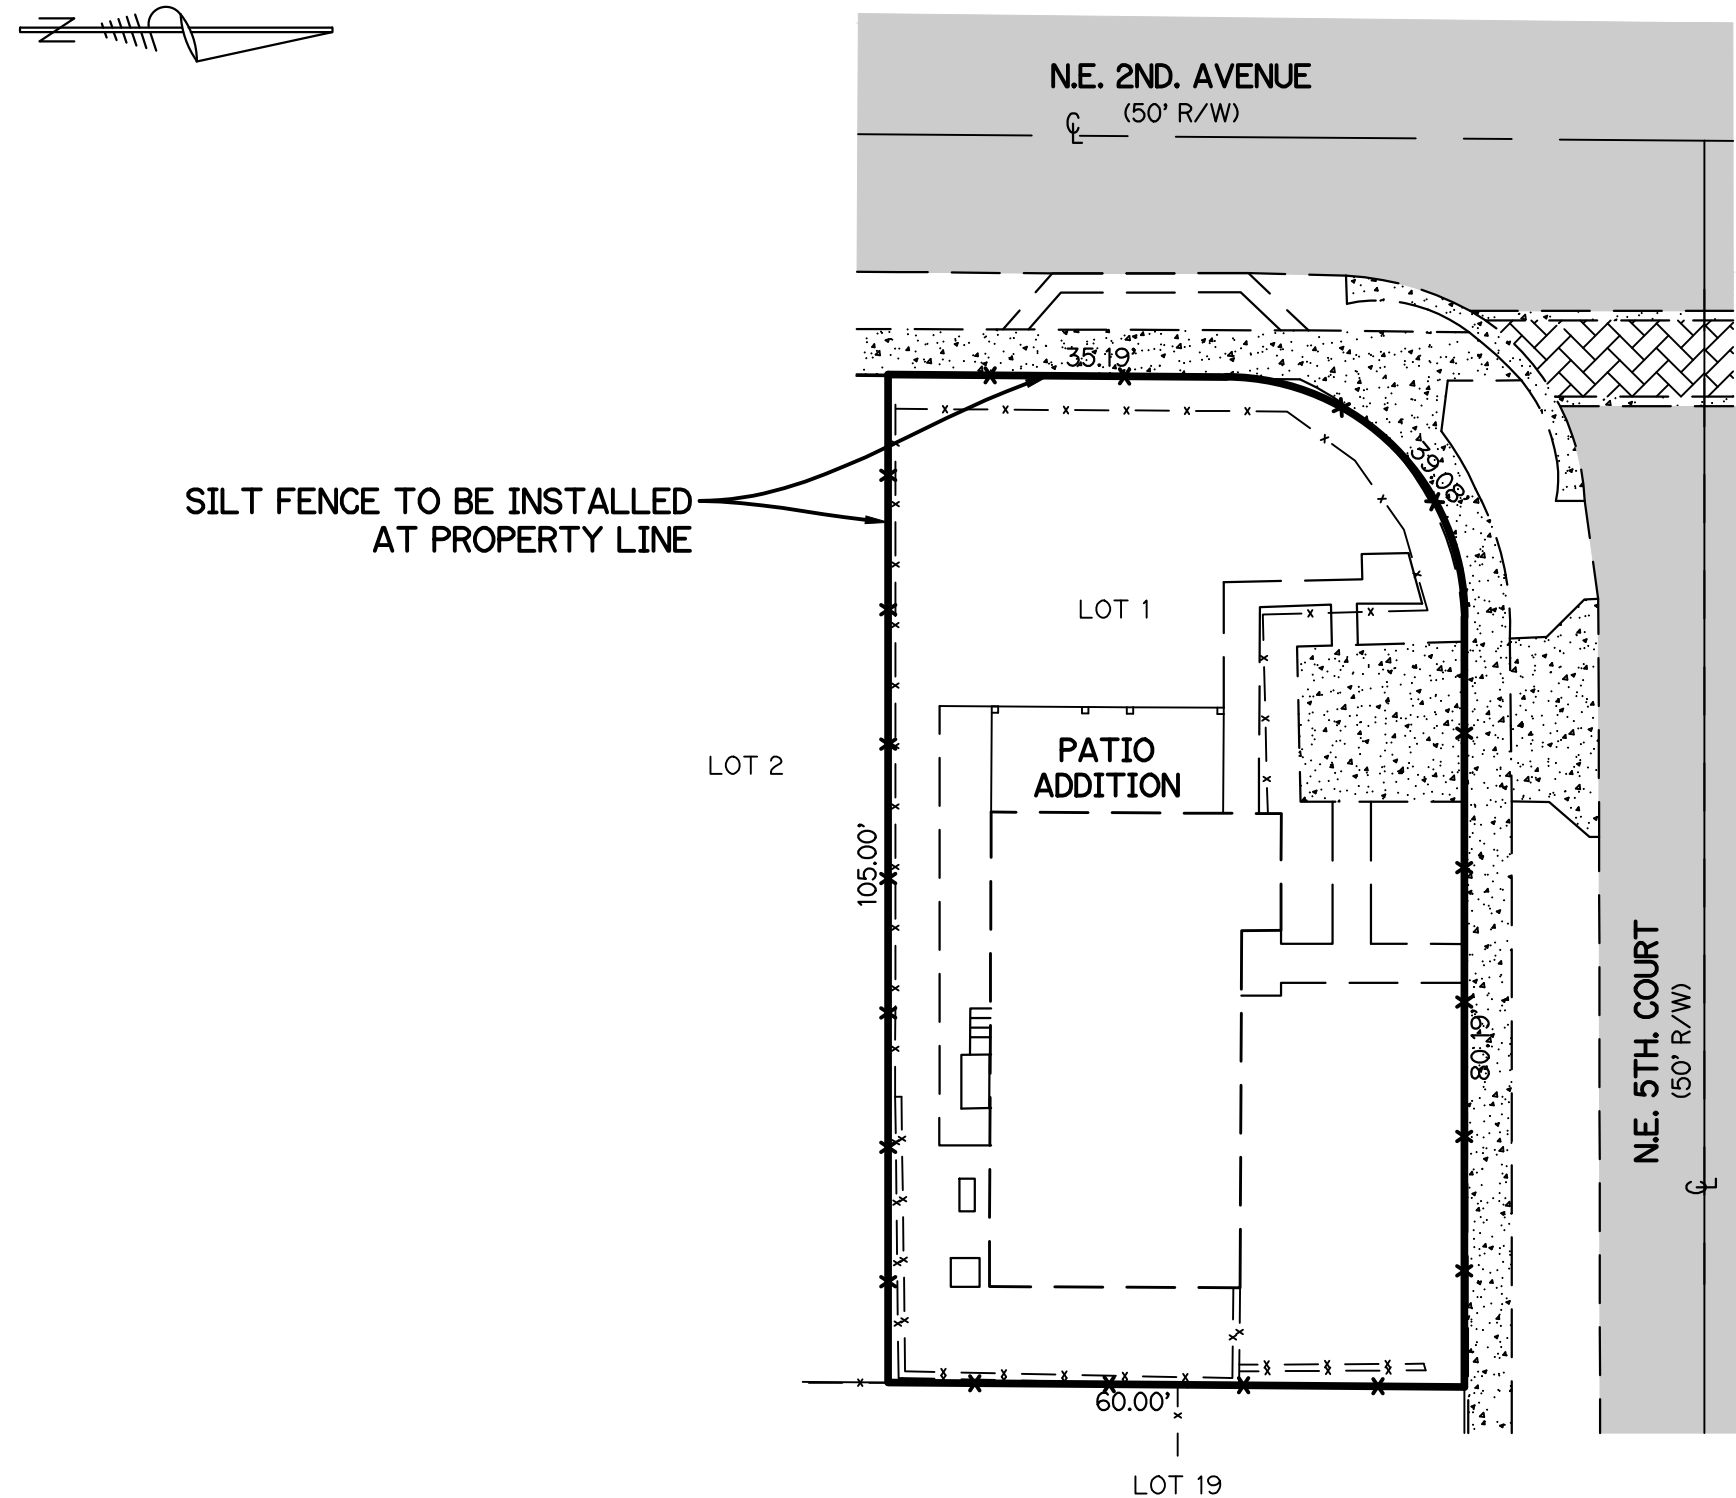 N
N.E. 2ND. AVENUE
(50' R/W)
℄
35.19'
39.08'
SILT FENCE TO BE INSTALLED
AT PROPERTY LINE
LOT 1
LOT 2
PATIO
ADDITION
105.00'
80.19'
N.E. 5TH. COURT
(50' R/W)
℄
60.00'
LOT 19